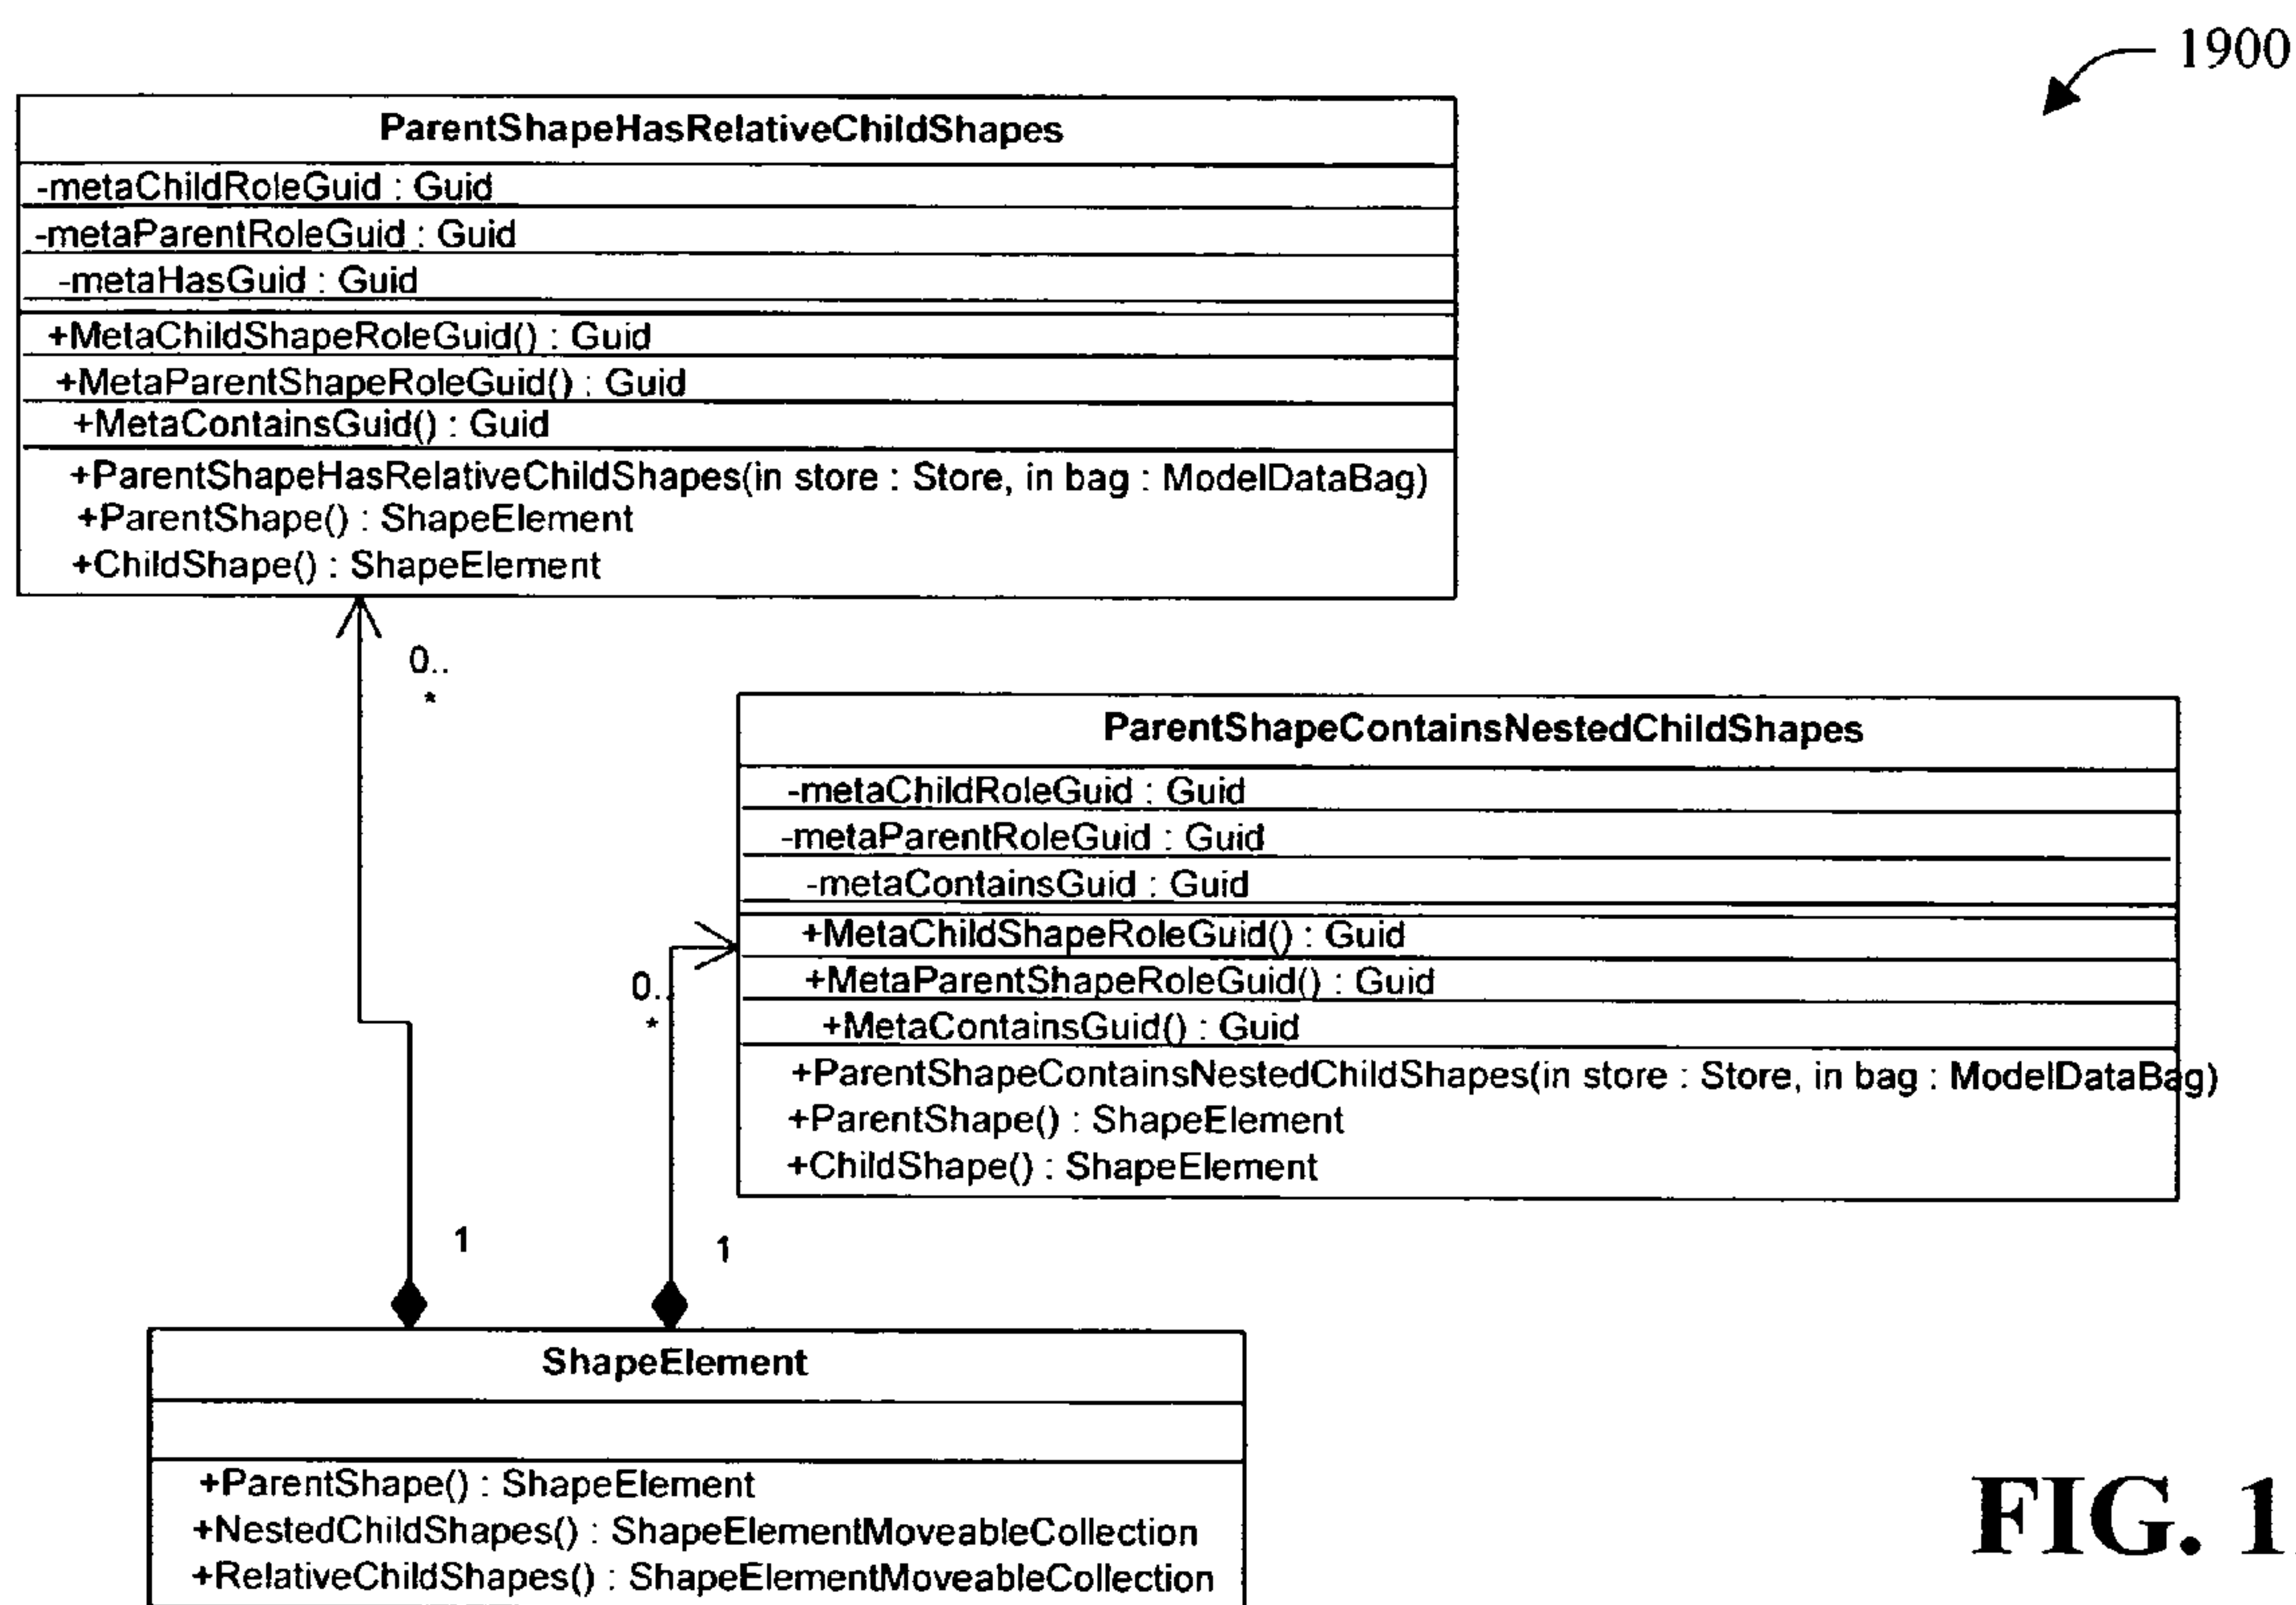 1900
ParentShapeHasRelativeChildShapes
-metaChildRoleGuid : Guid
-metaParentRoleGuid : Guid
-metaHasGuid : Guid
+MetaChildShapeRoleGuid() : Guid
+MetaParentShapeRoleGuid() : Guid
+MetaContainsGuid() : Guid
+ParentShapeHasRelativeChildShapes(in store : Store, in bag : ModelDataBag)
+ParentShape() : ShapeElement
+ChildShape() : ShapeElement
0..
*
ParentShapeContainsNestedChildShapes
-metaChildRoleGuid : Guid
-metaParentRoleGuid : Guid
-metaContainsGuid : Guid
+MetaChildShapeRoleGuid() : Guid
+MetaParentShapeRoleGuid() : Guid
+MetaContainsGuid() : Guid
+ParentShapeContainsNestedChildShapes(in store : Store, in bag : ModelDataBag)
+ParentShape() : ShapeElement
+ChildShape() : ShapeElement
0..
*
1
1
ShapeElement
+ParentShape() : ShapeElement
+NestedChildShapes() : ShapeElementMoveableCollection
+RelativeChildShapes() : ShapeElementMoveableCollection
FIG. 1